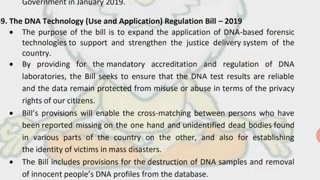 Government in January 2019.
9. The DNA Technology (Use and Application) Regulation Bill – 2019
• The purpose of the bill is to expand the application of DNA-based forensic
technologies to support and strengthen the justice delivery system of the
country.
• By providing for the mandatory accreditation and regulation of DNA
laboratories, the Bill seeks to ensure that the DNA test results are reliable
and the data remain protected from misuse or abuse in terms of the privacy
rights of our citizens.
• Bill's provisions will enable the cross-matching between persons who have
been reported missing on the one hand and unidentified dead bodies found
in various parts of the country on the other, and also for establishing
the identity of victims in mass disasters.
• The Bill includes provisions for the destruction of DNA samples and removal
of innocent people's DNA profiles from the database.